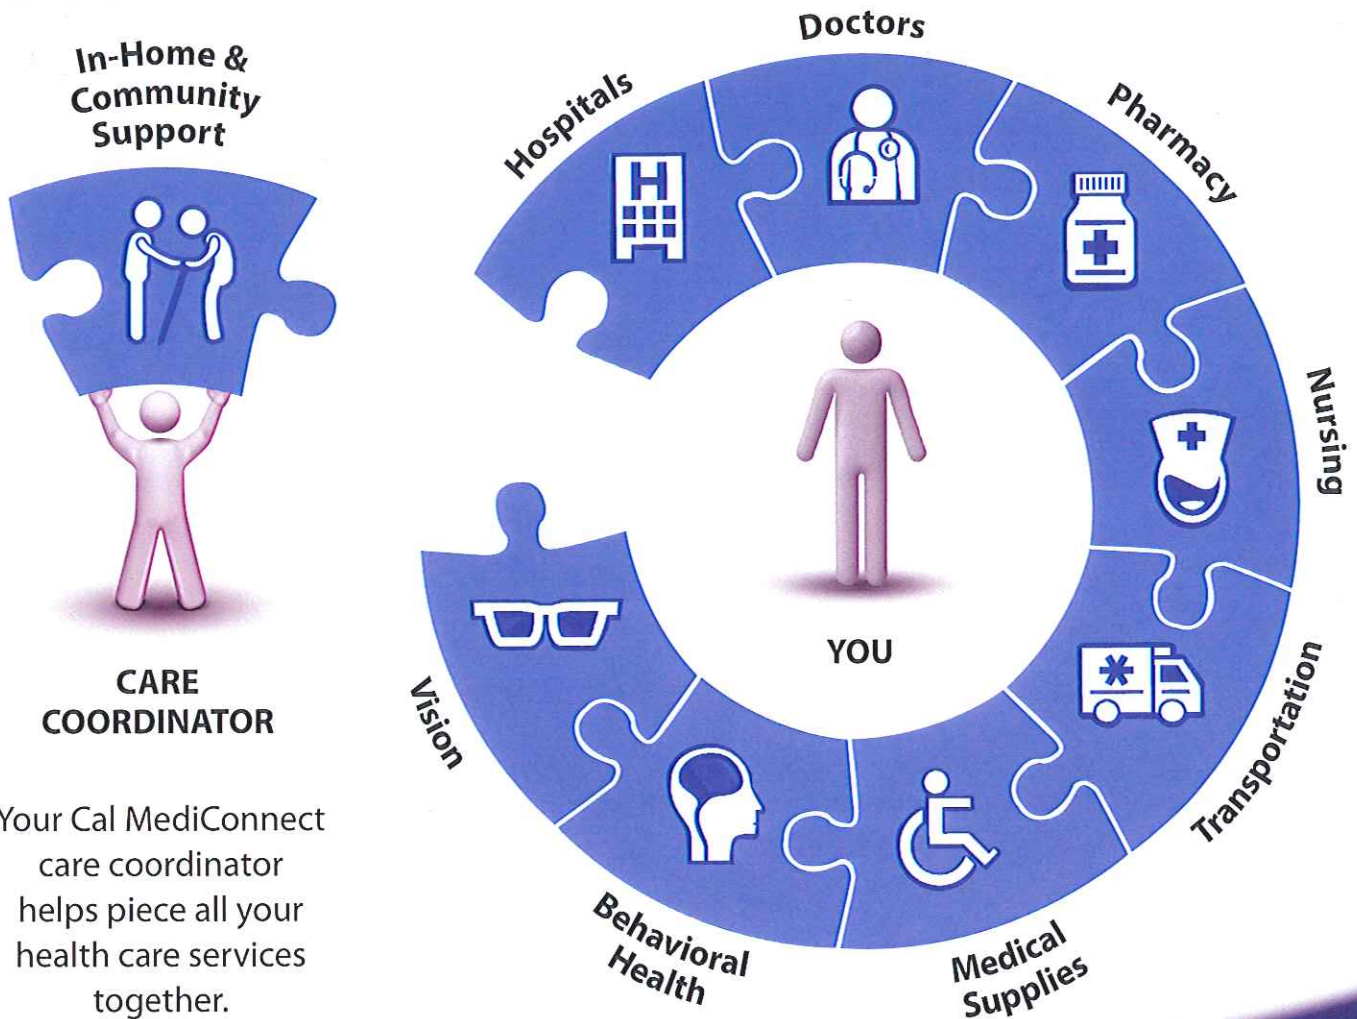 In-Home &
Community
Support
CARE
COORDINATOR
Your Cal MediConnect
care coordinator
helps piece all your
health care services
together.
Doctors
Hospitals
Pharmacy
Nursing
Transportation
Medical
Supplies
Behavioral
Health
Vision
YOU
H